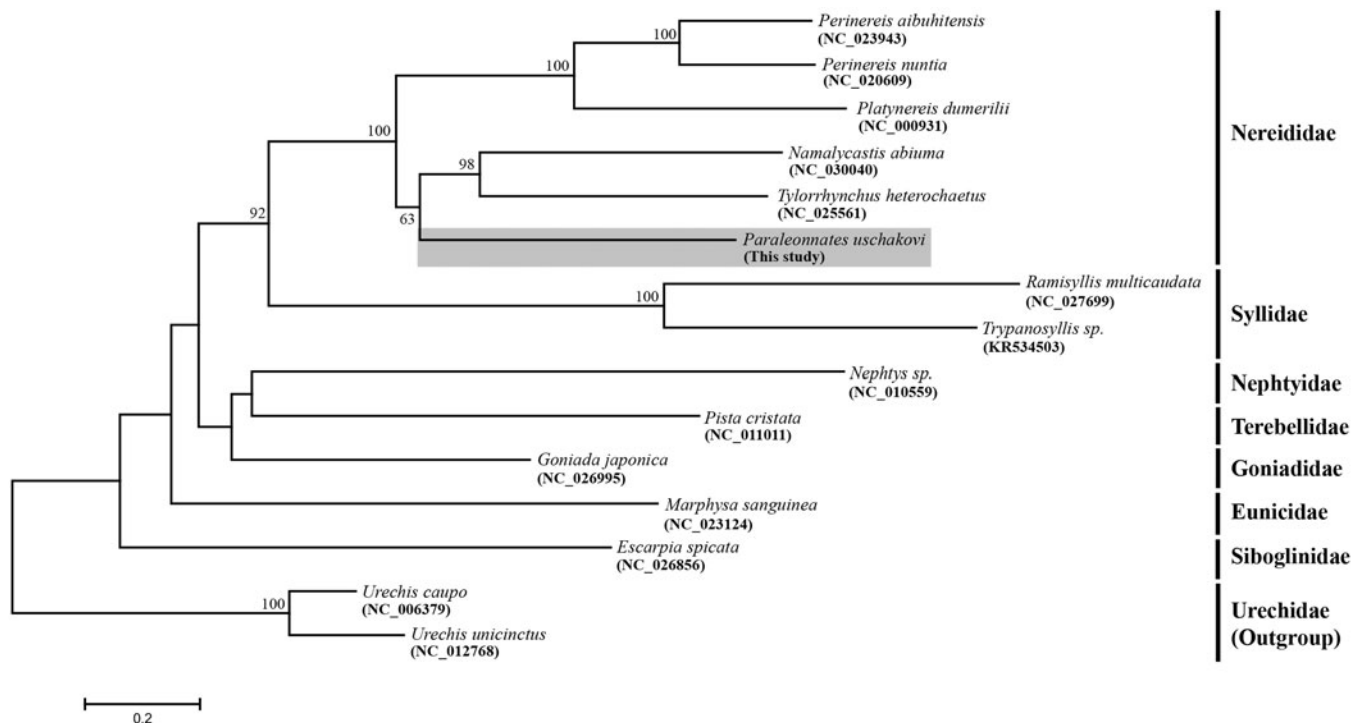 Perinereis aibuhitensis
(NC_023943)
100
Perinereis nuntia
(NC_020609)
100
Platynereis dumerilii
(NC_000931)
100
Nereididae
Namalycastis abiuma
(NC_030040)
98
Tylorrhynchus heterochaetus
(NC_025561)
63
92
Paraleonnates uschakovi
(This study)
Ramisyllis multicaudata
(NC_027699)
100
Syllidae
Trypanosyllis sp.
(KR534503)
Nephtys sp.
(NC_010559)
Nephtyidae
Pista cristata
(NC_011011)
Terebellidae
Goniada japonica
(NC_026995)
Goniadidae
Marphysa sanguinea
(NC_023124)
Eunicidae
Escarpia spicata
(NC_026856)
Siboglinidae
Urechis caupo
(NC_006379)
100
Urechidae
(Outgroup)
Urechis unicinctus
(NC_012768)
0.2